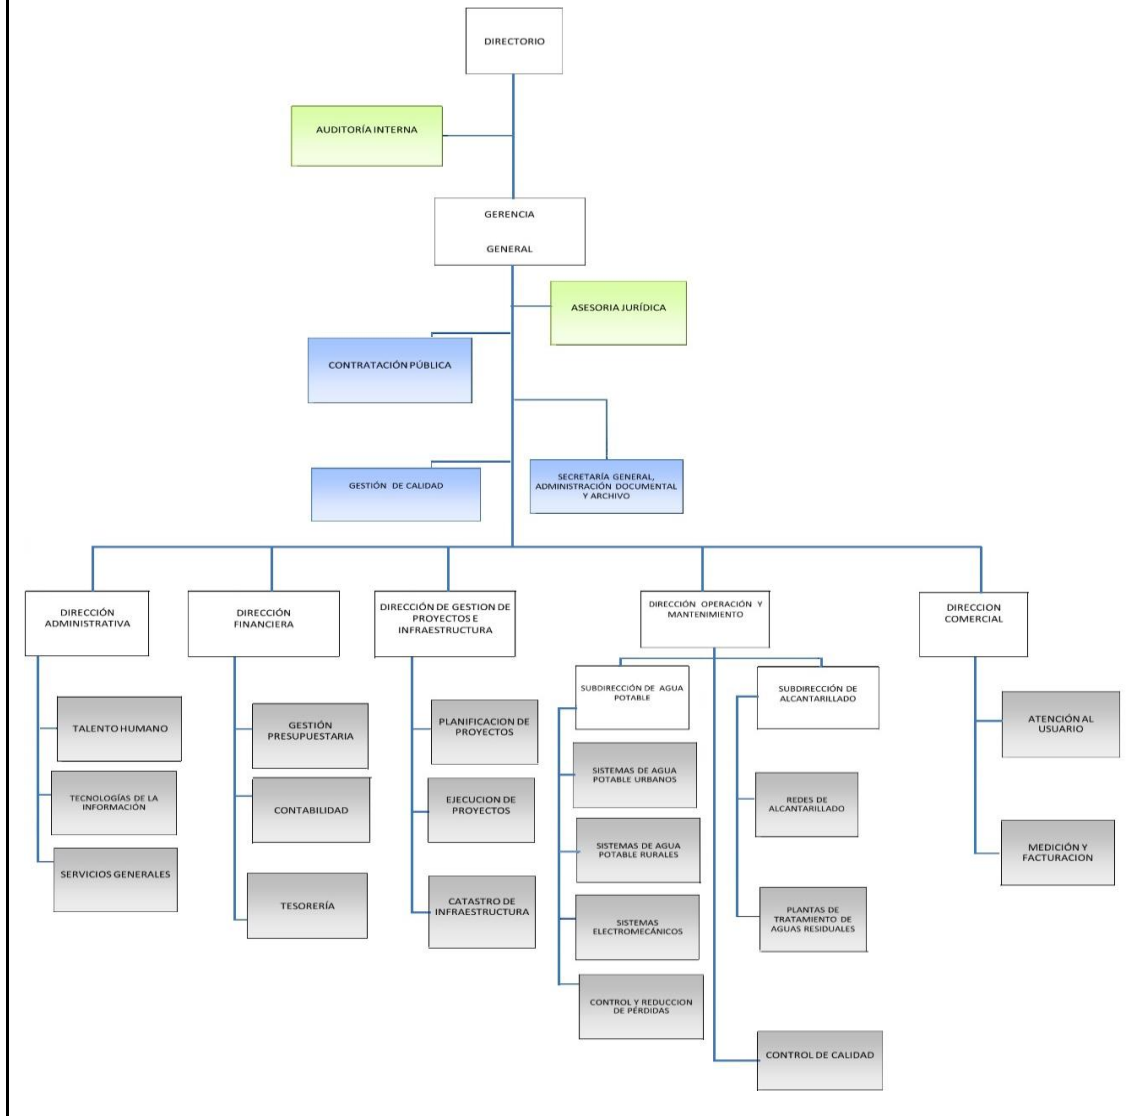 DIRECTORIO
AUDITORÍA INTERNA
GERENCIA
GENERAL
ASESORIA JURÍDICA
CONTRATACIÓN PÚBLICA
GESTIÓN DE CALIDAD
SECRETARÍA GENERAL,
ADMINISTRACIÓN DOCUMENTAL
Y ARCHIVO
DIRECCIÓN
ADMINISTRATIVA
TALENTO HUMANO
TECNOLOGÍAS DE LA
INFORMACIÓN
SERVICIOS GENERALES
DIRECCIÓN
FINANCIERA
GESTIÓN
PRESUPUESTARIA
CONTABILIDAD
TESORERÍA
DIRECCIÓN DE GESTION DE
PROYECTOS E
INFRAESTRUCTURA
PLANIFICACION DE
PROYECTOS
EJECUCION DE
PROYECTOS
CATASTRO DE
INFRAESTRUCTURA
DIRECCIÓN OPERACIÓN Y
MANTENIMIENTO
SUBDIRECCIÓN DE AGUA
POTABLE
SISTEMAS DE AGUA
POTABLE URBANOS
SISTEMAS DE AGUA
POTABLE RURALES
SISTEMAS
ELECTROMECÁNICOS
CONTROL Y REDUCCION
DE PÉRDIDAS
SUBDIRECCIÓN DE
ALCANTARILLADO
REDES DE
ALCANTARILLADO
PLANTAS DE
TRATAMIENTO DE
AGUAS RESIDUALES
CONTROL DE CALIDAD
DIRECCION
COMERCIAL
ATENCIÓN AL
USUARIO
MEDICIÓN Y
FACTURACION